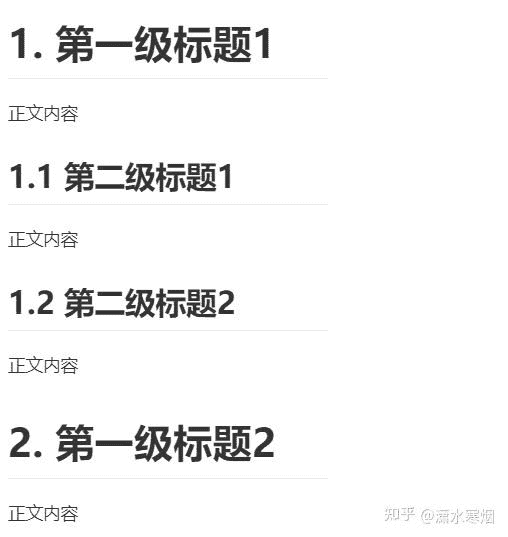 1. 第一级标题1
正文内容
1.1 第二级标题1
正文内容
1.2 第二级标题2
正文内容
2. 第一级标题2
正文内容
知乎 @潇水寒烟